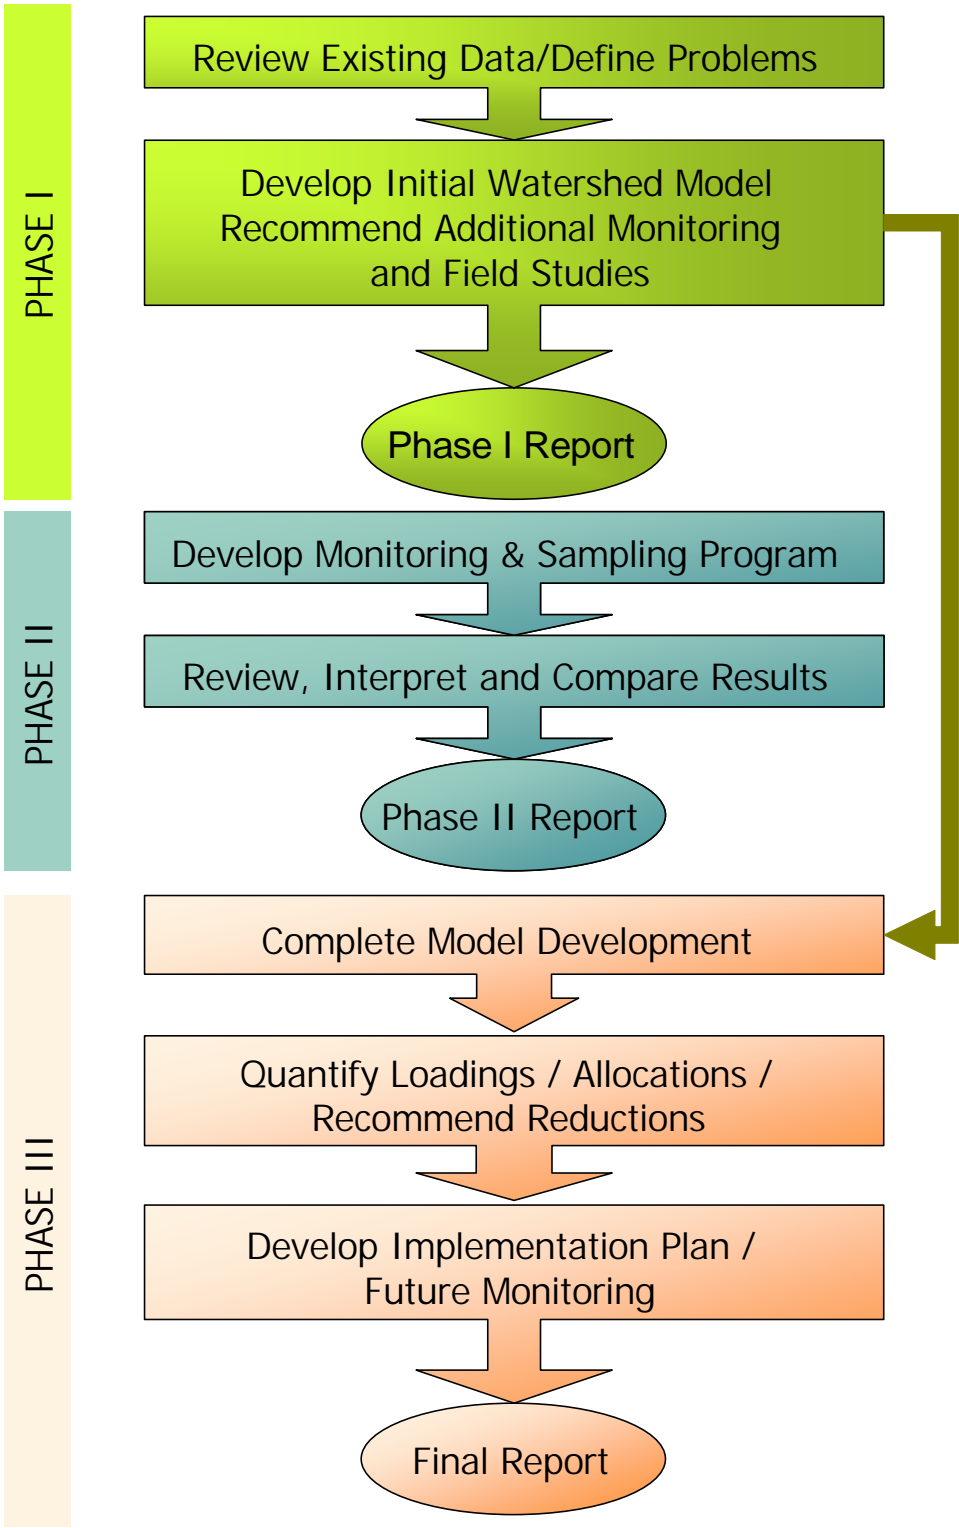 PHASE I
Review Existing Data/Define Problems
Develop Initial Watershed Model
Recommend Additional Monitoring
and Field Studies
Phase I Report
PHASE II
Develop Monitoring & Sampling Program
Review, Interpret and Compare Results
Phase II Report
PHASE III
Complete Model Development
Quantify Loadings / Allocations /
Recommend Reductions
Develop Implementation Plan /
Future Monitoring
Final Report